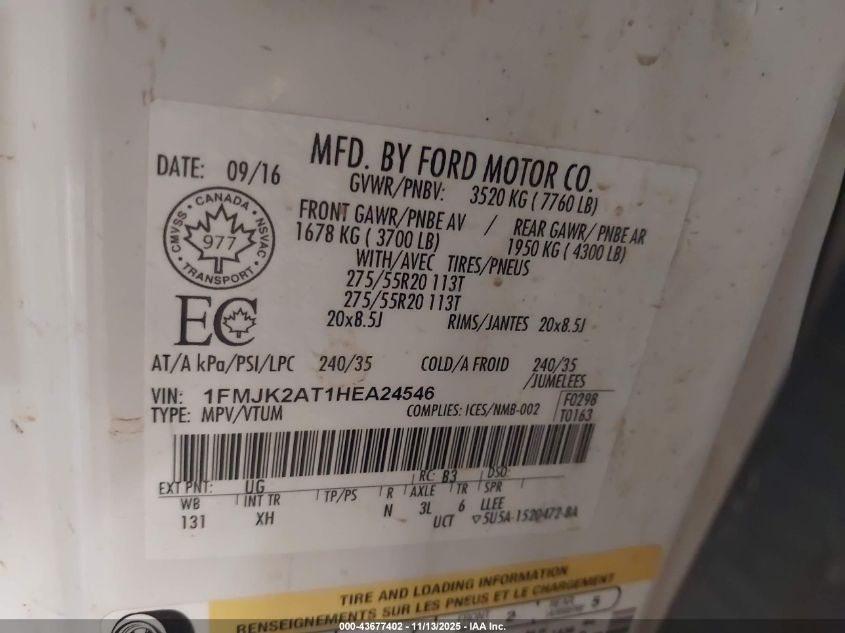 MFD. BY FORD MOTOR CO.
DATE: 09/16
GVWR/PNBV: 3520 KG ( 7760 LB)
FRONT GAWR/PNBE AV / REAR GAWR/ PNBE AR
1678 KG ( 3700 LB) 1950 KG ( 4300 LB)
WITH/AVEC TIRES/PNEUS
275/55R20 113T
275/55R20 113T
20x8.5J RIMS/JANTES 20x8.5J
CMVSS CANADA NSVAC
977
TRANSPORT
EC
AT/A kPa/PSI/LPC 240/35 COLD/A FROID 240/35
/JUMELEES
VIN: 1FMJK2AT1HEA24546
TYPE: MPV/VTUM COMPLIES: ICES/NMB-002
F0298
T0163
EXT PNT: UG RC: B3 DSO:
WB INT TR TP/PS R AXLE TR SPR
131 XH N 3L 6 LLEE
UCT 5U5A-1520472-BA
TIRE AND LOADING INFORMATION
RENSEIGNEMENTS SUR LES PNEUS ET LE CHARGEMENT
2 REAR 5
000-43677402 - 11/13/2025 - IAA Inc.